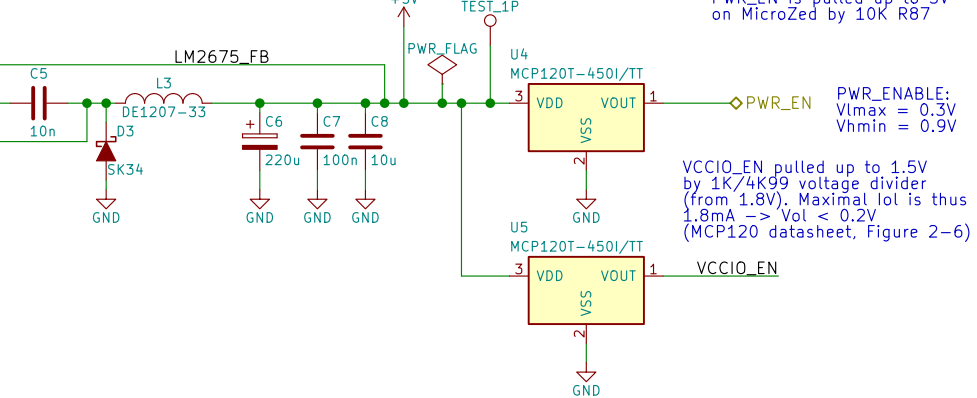 +5V
TEST_1P
PWR_EN is pulled up to 5V
on MicroZed by 10K R87
LM2675_FB
PWR_FLAG
U4
MCP120T-450I/TT
C5
10n
L3
DE1207-33
D3
SK34
GND
+
C6
220u
GND
C7
100n
GND
C8
10u
GND
3
VDD
VOUT
1
VSS
2
GND
PWR_EN
PWR_ENABLE:
Vlmax = 0.3V
Vhmin = 0.9V
VCCIO_EN pulled up to 1.5V
by 1K/4K99 voltage divider
(from 1.8V). Maximal Iol is thus
1.8mA -> Vol < 0.2V
(MCP120 datasheet, Figure 2-6)
U5
MCP120T-450I/TT
3
VDD
VOUT
1
VSS
2
GND
VCCIO_EN